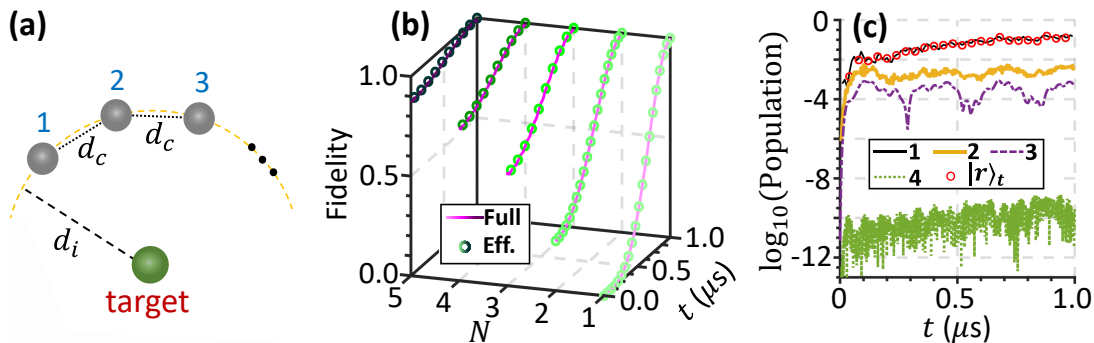 (a)
1
2
3
d_c
d_c
d_i
target
(b)
Fidelity
1.0
0.5
0.0
Full
Eff.
5
4
3
2
1
N
0.0
0.5
1.0
t (μs)
(c)
log₁₀(Population)
0
-4
-8
-12
1
2
3
4
|r⟩ₜ
0
0.5
1.0
t (μs)